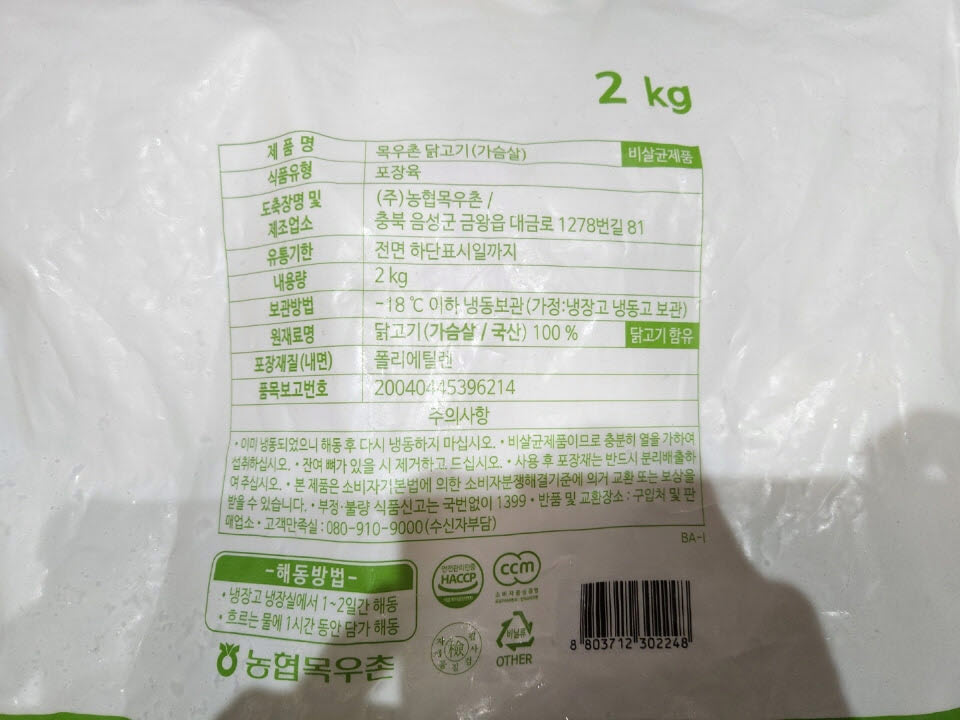 2 kg
제 품 명 목우촌 닭고기(가슴살) 비살균제품
식품유형 포장육
도축장명 및 제조업소 (주)농협목우촌 /
충북 음성군 금왕읍 대금로 1278번길 81
유통기한 전면 하단표시일까지
내용량 2 kg
보관방법 -18 ℃ 이하 냉동보관(가정:냉장고 냉동고 보관)
원재료명 닭고기(가슴살 / 국산) 100 % 닭고기 함유
포장재질(내면) 폴리에틸렌
품목보고번호 20040445396214
주의사항
• 이미 냉동되었으니 해동 후 다시 냉동하지 마십시오. • 비살균제품이므로 충분히 열을 가하여
섭취하십시오. • 잔여 뼈가 있을 시 제거하고 드십시오. • 사용 후 포장재는 반드시 분리배출하
여 주십시오. • 본 제품은 소비자기본법에 의한 소비자분쟁해결기준에 의거 교환 또는 보상을
받을 수 있습니다. • 부정·불량 식품신고는 국번없이 1399 • 반품 및 교환장소 : 구입처 및 판
매업소 • 고객만족실 : 080-910-9000(수신자부담)
BA-I
-해동방법-
• 냉장고 냉장실에서 1~2일간 해동
• 흐르는 물에 1시간 동안 담가 해동
농협목우촌
안전관리인증
HACCP
ccm
소비자중심경영
비닐류
OTHER
8 803712 302248